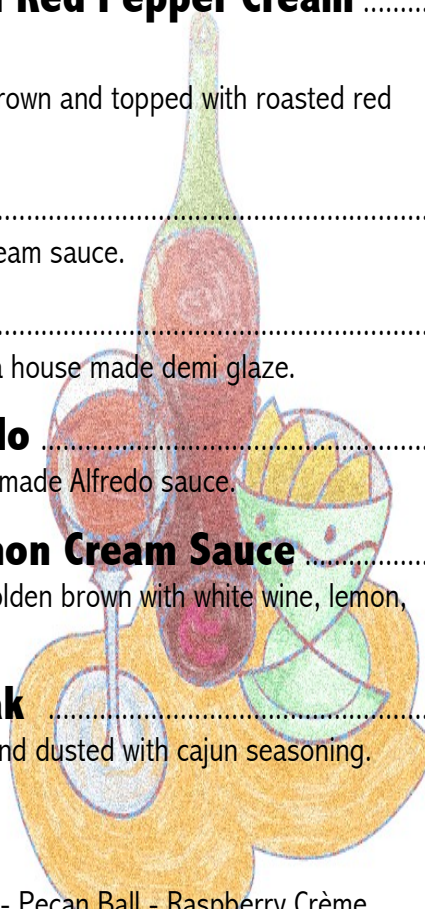 Red Pepper Cream ........
rown and topped with roasted red
................................................................
eam sauce.
................................................................
a house made demi glaze.
lo ..........................................................
made Alfredo sauce.
non Cream Sauce ..................
olden brown with white wine, lemon,
ak .........................................................
nd dusted with cajun seasoning.
- Pecan Ball - Raspberry Crème